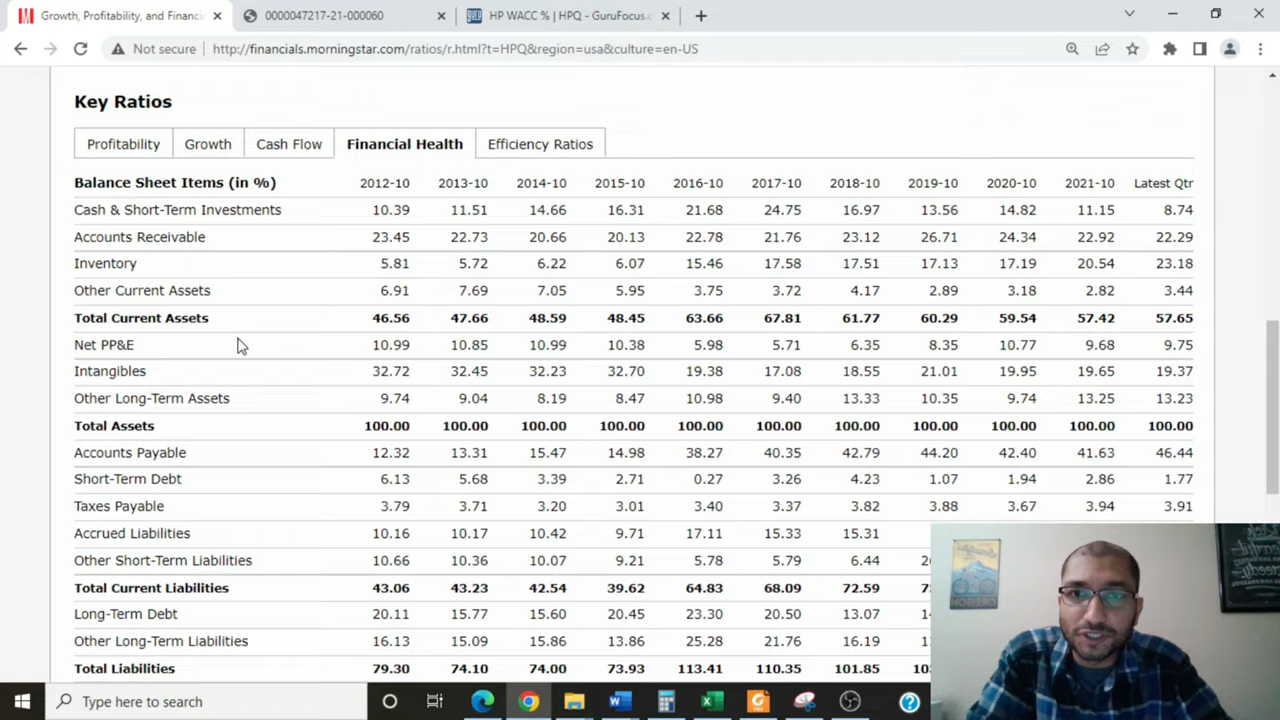 Growth, Profitability, and Financi
0000047217-21-000060
HP WACC % | HPQ - GuruFocus.c
Not secure http://financials.morningstar.com/ratios/r.html?t=HPQ&region=usa&culture=en-US
Key Ratios
Profitability Growth Cash Flow Financial Health Efficiency Ratios
Balance Sheet Items (in %) 2012-10 2013-10 2014-10 2015-10 2016-10 2017-10 2018-10 2019-10 2020-10 2021-10 Latest Qtr
Cash & Short-Term Investments 10.39 11.51 14.66 16.31 21.68 24.75 16.97 13.56 14.82 11.15 8.74
Accounts Receivable 23.45 22.73 20.66 20.13 22.78 21.76 23.12 26.71 24.34 22.92 22.29
Inventory 5.81 5.72 6.22 6.07 15.46 17.58 17.51 17.13 17.19 20.54 23.18
Other Current Assets 6.91 7.69 7.05 5.95 3.75 3.72 4.17 2.89 3.18 2.82 3.44
Total Current Assets 46.56 47.66 48.59 48.45 63.66 67.81 61.77 60.29 59.54 57.42 57.65
Net PP&E 10.99 10.85 10.99 10.38 5.98 5.71 6.35 8.35 10.77 9.68 9.75
Intangibles 32.72 32.45 32.23 32.70 19.38 17.08 18.55 21.01 19.95 19.65 19.37
Other Long-Term Assets 9.74 9.04 8.19 8.47 10.98 9.40 13.33 10.35 9.74 13.25 13.23
Total Assets 100.00 100.00 100.00 100.00 100.00 100.00 100.00 100.00 100.00 100.00 100.00
Accounts Payable 12.32 13.31 15.47 14.98 38.27 40.35 42.79 44.20 42.40 41.63 46.44
Short-Term Debt 6.13 5.68 3.39 2.71 0.27 3.26 4.23 1.07 1.94 2.86 1.77
Taxes Payable 3.79 3.71 3.20 3.01 3.40 3.37 3.82 3.88 3.67 3.94 3.91
Accrued Liabilities 10.16 10.17 10.42 9.71 17.11 15.33 15.31
Other Short-Term Liabilities 10.66 10.36 10.07 9.21 5.78 5.79 6.44
Total Current Liabilities 43.06 43.23 42.54 39.62 64.83 68.09 72.59
Long-Term Debt 20.11 15.77 15.60 20.45 23.30 20.50 13.07
Other Long-Term Liabilities 16.13 15.09 15.86 13.86 25.28 21.76 16.19
Total Liabilities 79.30 74.10 74.00 73.93 113.41 110.35 101.85
Type here to search